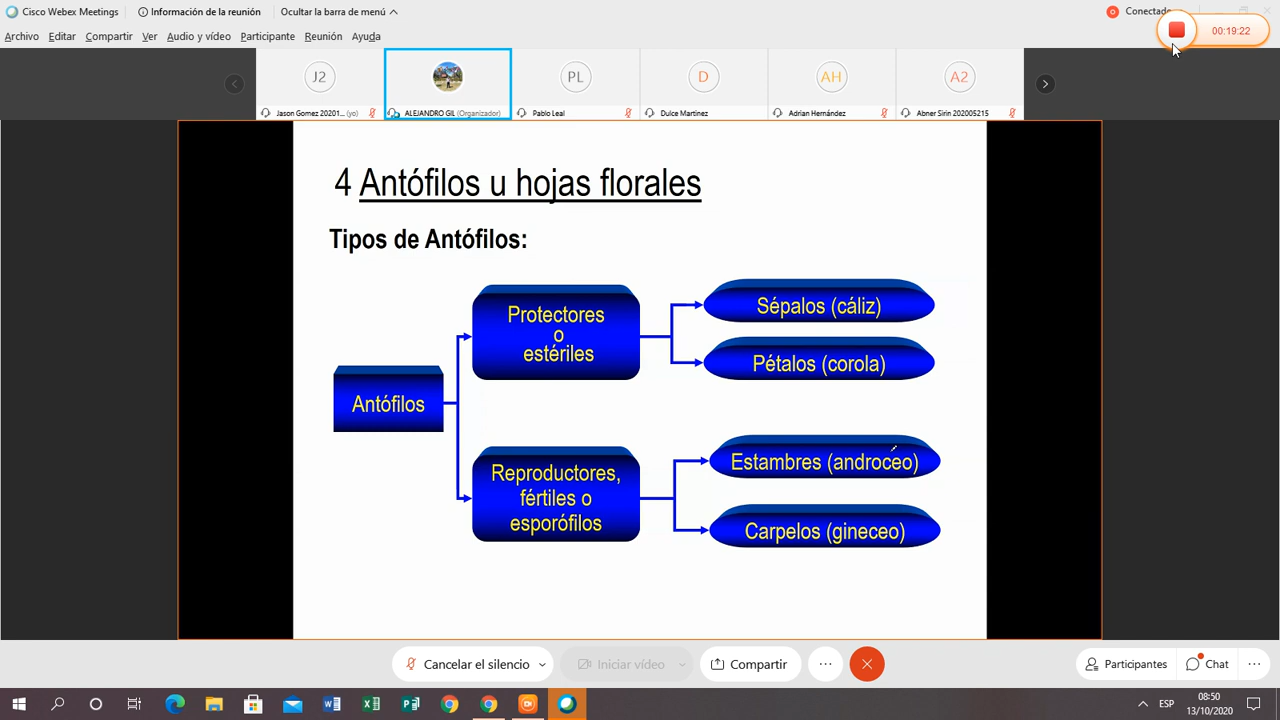 Cisco Webex Meetings
Información de la reunión
Ocultar la barra de menú
Conectado
00:19:22
Archivo Editar Compartir Ver Audio y vídeo Participante Reunión Ayuda
J2
PL
D
AH
A2
Jason Gomez 20201... (yo)
ALEJANDRO GIL (Organizador)
Pablo Leal
Dulce Martinez
Adrian Hernández
Abner Sirin 202005215
4 Antófilos u hojas florales
Tipos de Antófilos:
Protectores
o
estériles
Sépalos (cáliz)
Pétalos (corola)
Antófilos
Reproductores,
fértiles o
esporófilos
Estambres (androceo)
Carpelos (gineceo)
Cancelar el silencio
Iniciar vídeo
Compartir
Participantes
Chat
ESP
08:50
13/10/2020